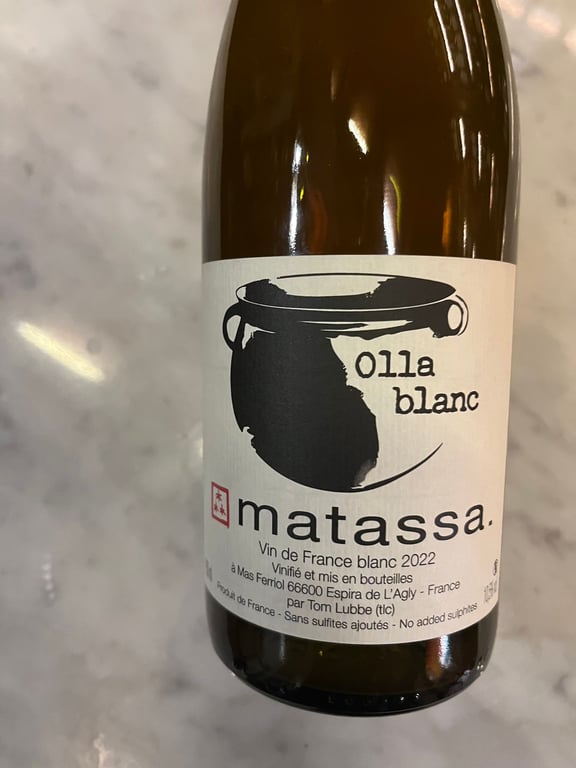 Olla
blanc
matassa.
Vin de France blanc 2022
Vinifié et mis en bouteilles
à Mas Ferriol 66600 Espira de L'Agly - France
par Tom Lubbe (tlc)
Produit de France - Sans sulfites ajoutés - No added sulphites